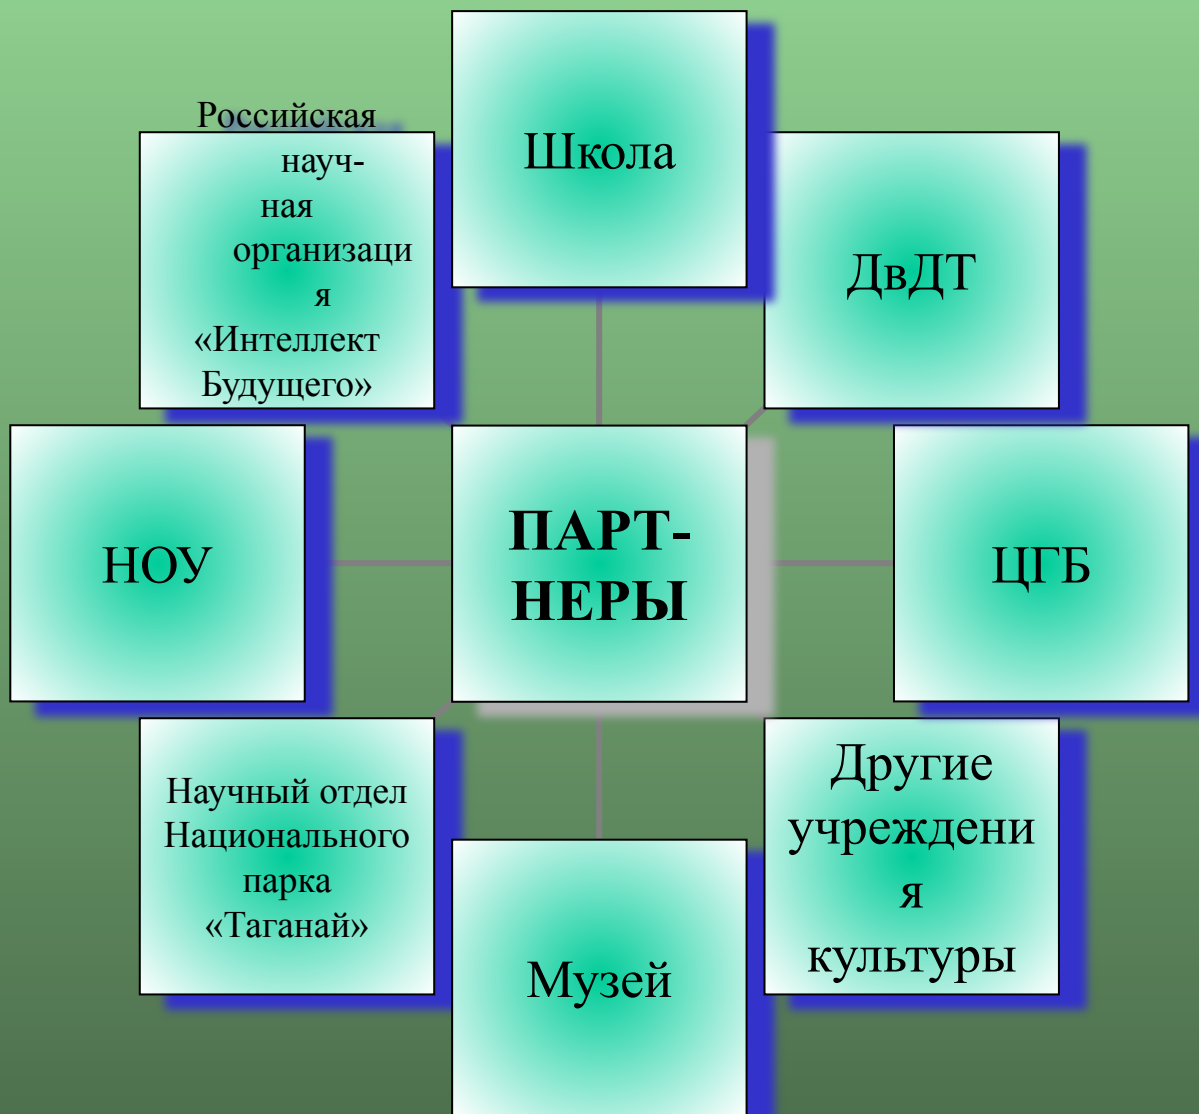 Школа
Российская
науч-
ная
организаци
я
«Интеллект
Будущего»
ДвДТ
НОУ
ПАРТ-
НЕРЫ
ЦГБ
Научный отдел
Национального
парка
«Таганай»
Музей
Другие
учреждени
я
культуры